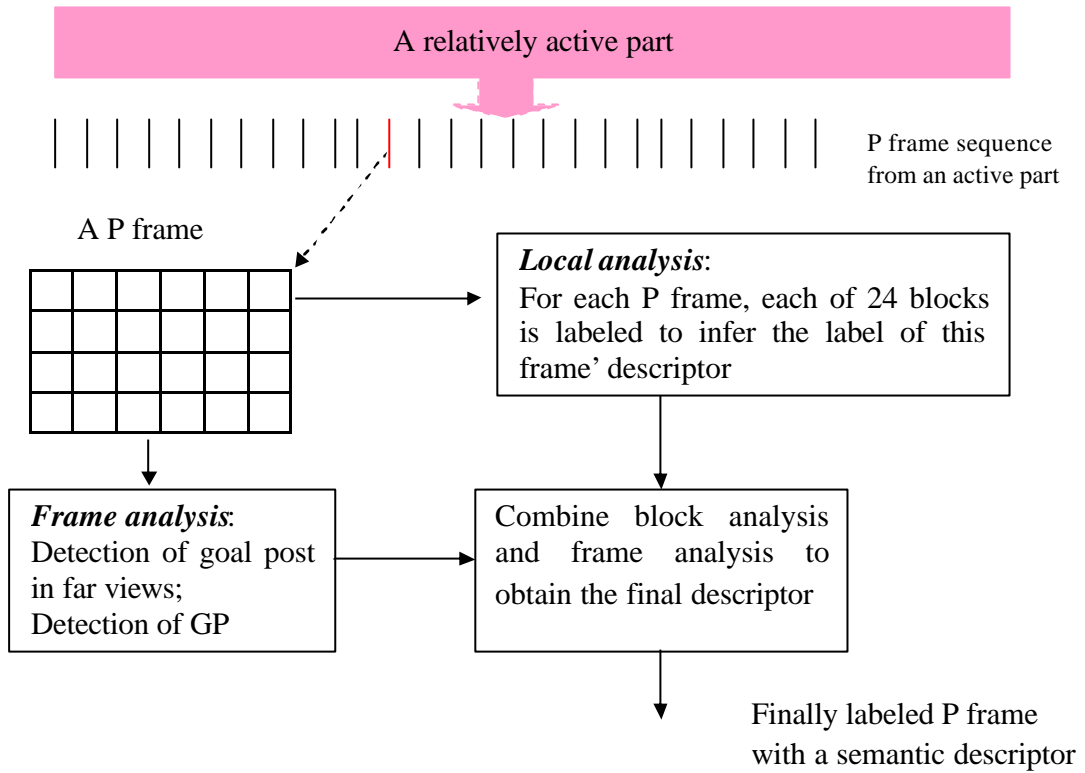 A relatively active part
P frame sequence
from an active part
A P frame
Local analysis:
For each P frame, each of 24 blocks
is labeled to infer the label of this
frame’ descriptor
Frame analysis:
Detection of goal post
in far views;
Detection of GP
Combine block analysis
and frame analysis to
obtain the final descriptor
Finally labeled P frame
with a semantic descriptor